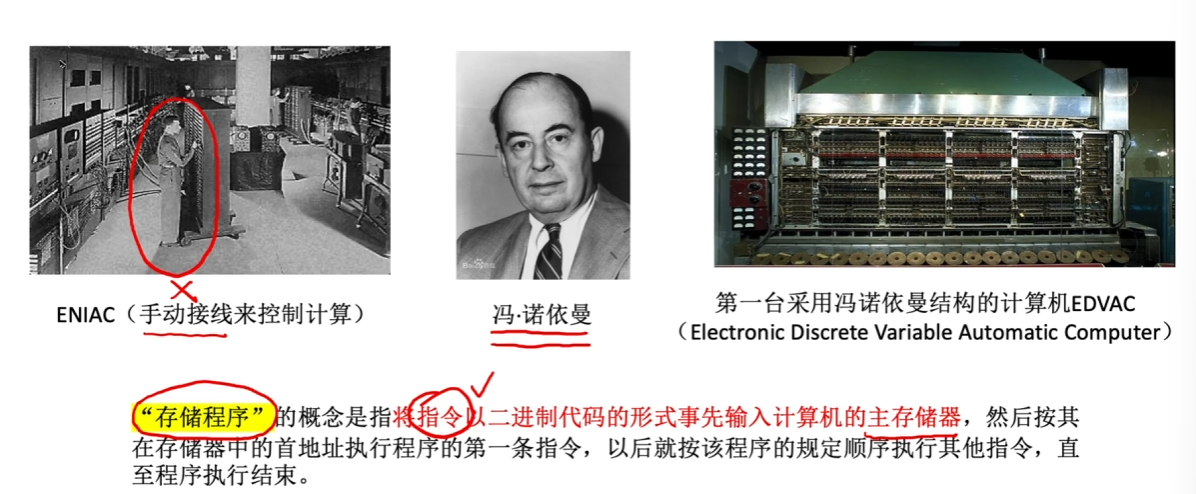 ENIAC（手动接线来控制计算）
冯·诺依曼
第一台采用冯诺依曼结构的计算机EDVAC
（Electronic Discrete Variable Automatic Computer）
“存储程序”的概念是指将指令以二进制代码的形式事先输入计算机的主存储器，然后按其
在存储器中的首地址执行程序的第一条指令，以后就按该程序的规定顺序执行其他指令，直
至程序执行结束。